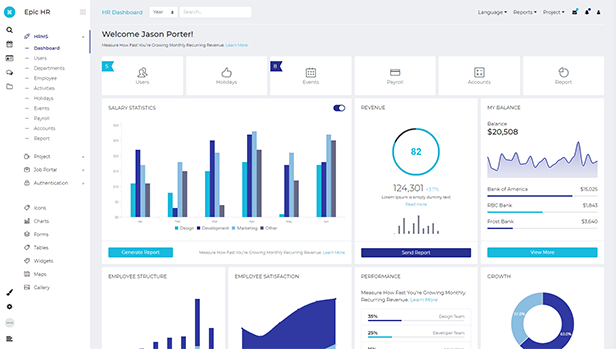 Epic HR
HR Dashboard
Year
Search...
Language
Reports
Project
HRMS
Dashboard
Users
Departments
Employee
Activities
Holidays
Events
Payroll
Accounts
Report
Project
Job Portal
Authentication
Icons
Charts
Forms
Tables
Widgets
Maps
Gallery
Welcome Jason Porter!
Measure How Fast You're Growing Monthly Recurring Revenue. Learn More
5
Users
Holidays
8
Events
Payroll
Accounts
Report
SALARY STATISTICS
Design Development Marketing Other
Generate Report
Measure How Fast You're Growing Monthly Recurring Revenue. Learn More
REVENUE
82
124,301
Lorem Ipsum is simply dummy text
Read more
Send Report
MY BALANCE
Balance
$20,508
Bank of America $15,025
RBC Bank $1,843
Frost Bank $3,640
View More
EMPLOYEE STRUCTURE
EMPLOYEE SATISFACTION
PERFORMANCE
Measure How Fast You're Growing Monthly
Recurring Revenue. Learn More
35% Design Team
25% Developer Team
GROWTH
63.0%